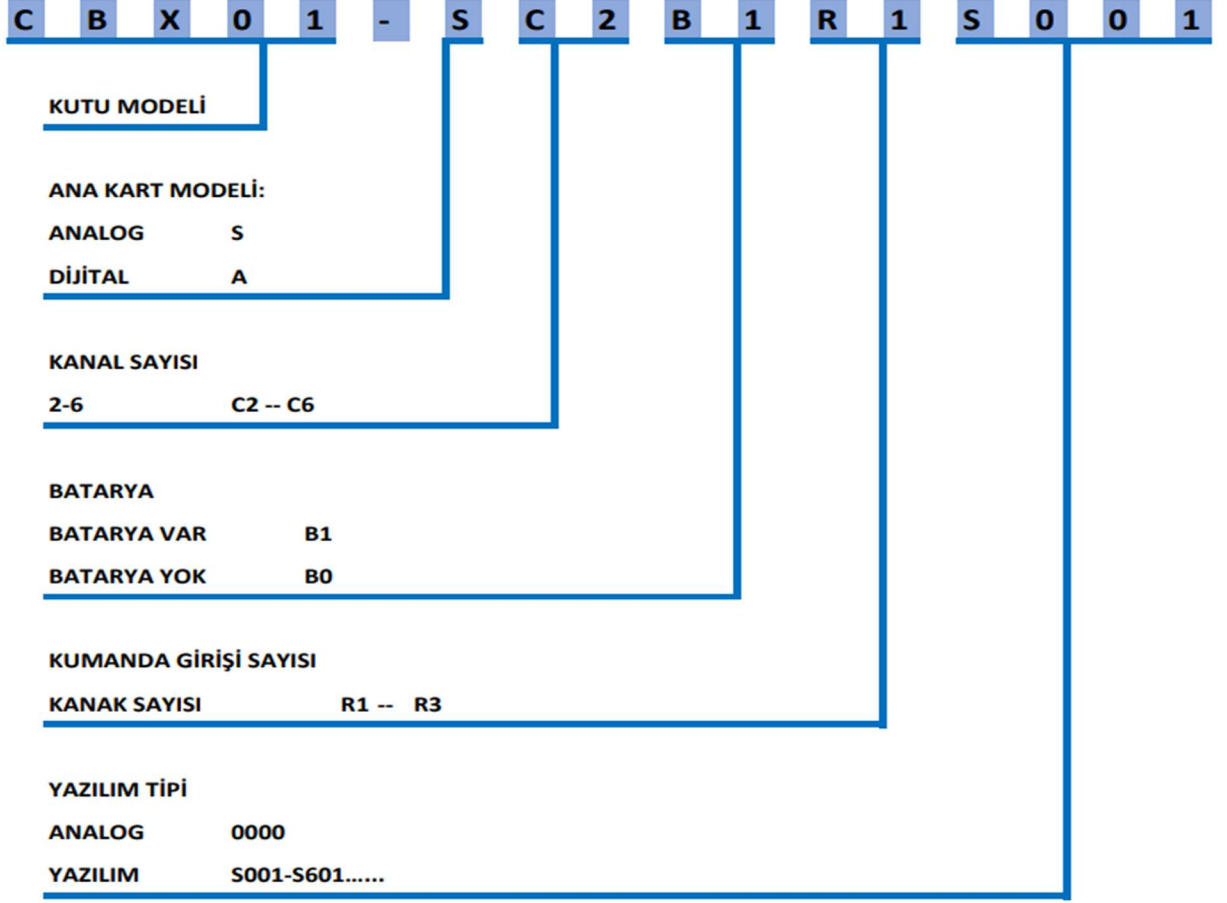 C B X 0 1 - S C 2 B 1 R 1 S 0 0 1
KUTU MODELİ
ANA KART MODELİ:
ANALOG S
DİJİTAL A
KANAL SAYISI
2-6 C2 -- C6
BATARYA
BATARYA VAR B1
BATARYA YOK B0
KUMANDA GİRİŞİ SAYISI
KANAK SAYISI R1 -- R3
YAZILIM TİPİ
ANALOG 0000
YAZILIM S001-S601......